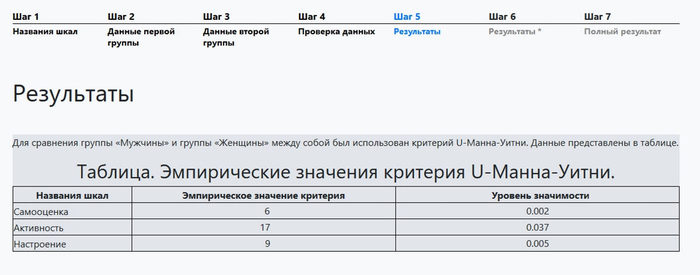 Шаг 1 Шаг 2 Шаг 3 Шаг 4 Шаг 5 Шаг 6 Шаг 7
Названия шкал Данные первой Данные второй Проверка данных Результаты Результаты * Полный результат
группы группы
Результаты
Для сравнения группы «Мужчины» и группы «Женщины» между собой был использован критерий U-Манна-Уитни. Данные представлены в таблице.
Таблица. Эмпирические значения критерия U-Манна-Уитни.
Названия шкал Эмпирическое значение критерия Уровень значимости
Самооценка 6 0.002
Активность 17 0.037
Настроение 9 0.005